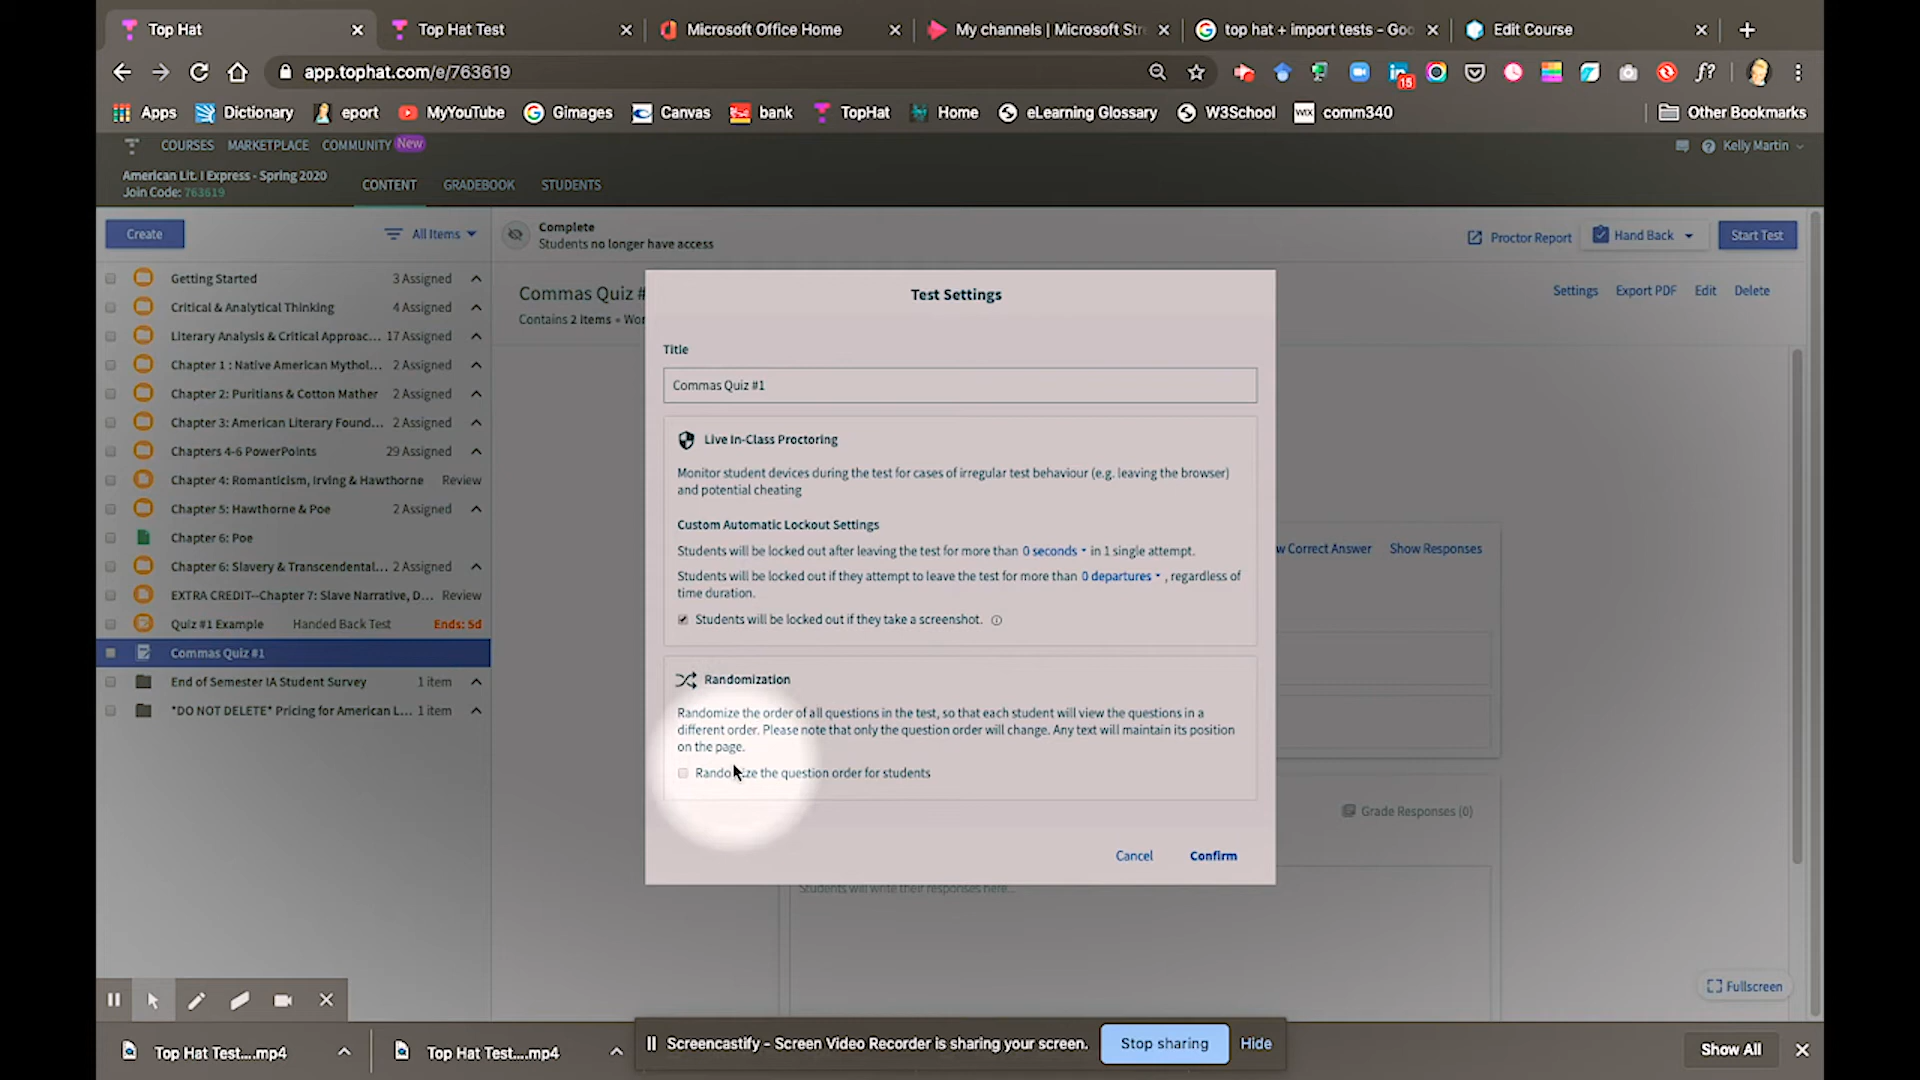 Top Hat
Top Hat Test
Microsoft Office Home
My channels | Microsoft Str
top hat + import tests - Goo
Edit Course
app.tophat.com/e/763619
15
f?
Apps
Dictionary
eport
MyYouTube
Gimages
Canvas
bank
TopHat
Home
eLearning Glossary
W3School
WIX
comm340
Other Bookmarks
COURSES
MARKETPLACE
COMMUNITY
New
Kelly Martin
American Lit. I Express - Spring 2020
Join Code: 763619
CONTENT
GRADEBOOK
STUDENTS
Create
All Items
Complete
Students no longer have access
Proctor Report
Hand Back
Start Test
Getting Started 3 Assigned
Critical & Analytical Thinking 4 Assigned
Literary Analysis & Critical Approac... 17 Assigned
Chapter 1 : Native American Mythol... 2 Assigned
Chapter 2: Puritians & Cotton Mather 2 Assigned
Chapter 3: American Literary Found... 2 Assigned
Chapters 4-6 PowerPoints 29 Assigned
Chapter 4: Romanticism, Irving & Hawthorne Review
Chapter 5: Hawthorne & Poe 2 Assigned
Chapter 6: Poe
Chapter 6: Slavery & Transcendental... 2 Assigned
EXTRA CREDIT--Chapter 7: Slave Narrative, D... Review
Quiz #1 Example Handed Back Test Ends: 5d
Commas Quiz #1
End of Semester IA Student Survey 1 item
*DO NOT DELETE* Pricing for American L... 1 item
Commas Quiz #
Contains 2 items
Settings
Export PDF
Edit
Delete
Test Settings
Title
Commas Quiz #1
Live In-Class Proctoring
Monitor student devices during the test for cases of irregular test behaviour (e.g. leaving the browser)
and potential cheating
Custom Automatic Lockout Settings
Students will be locked out after leaving the test for more than 0 seconds in 1 single attempt.
Students will be locked out if they attempt to leave the test for more than 0 departures , regardless of
time duration.
Students will be locked out if they take a screenshot.
Randomization
Randomize the order of all questions in the test, so that each student will view the questions in a
different order. Please note that only the question order will change. Any text will maintain its position
on the page.
Randomize the question order for students
Cancel
Confirm
w Correct Answer
Show Responses
Grade Responses (0)
Students will write their responses here...
Fullscreen
Top Hat Test....mp4
Top Hat Test....mp4
Screencastify - Screen Video Recorder is sharing your screen.
Stop sharing
Hide
Show All